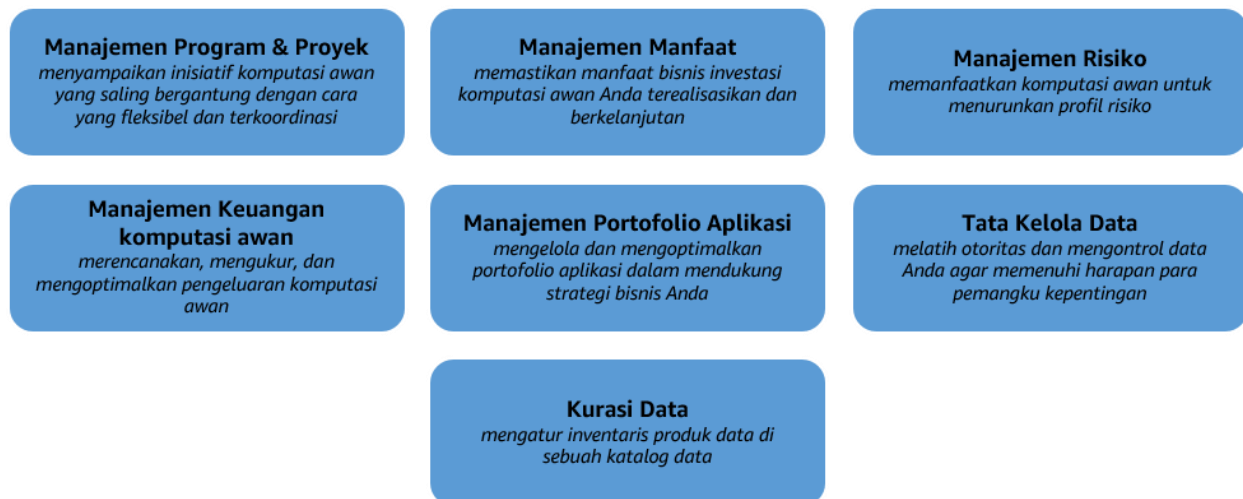 Manajemen Program & Proyek
menyampaikan inisiatif komputasi awan
yang saling bergantung dengan cara
yang fleksibel dan terkoordinasi
Manajemen Manfaat
memastikan manfaat bisnis investasi
komputasi awan Anda terealisasikan dan
berkelanjutan
Manajemen Risiko
memanfaatkan komputasi awan untuk
menurunkan profil risiko
Manajemen Keuangan
komputasi awan
merencanakan, mengukur, dan
mengoptimalkan pengeluaran komputasi
awan
Manajemen Portofolio Aplikasi
mengelola dan mengoptimalkan
portofolio aplikasi dalam mendukung
strategi bisnis Anda
Tata Kelola Data
melatih otoritas dan mengontrol data
Anda agar memenuhi harapan para
pemangku kepentingan
Kurasi Data
mengatur inventaris produk data di
sebuah katalog data